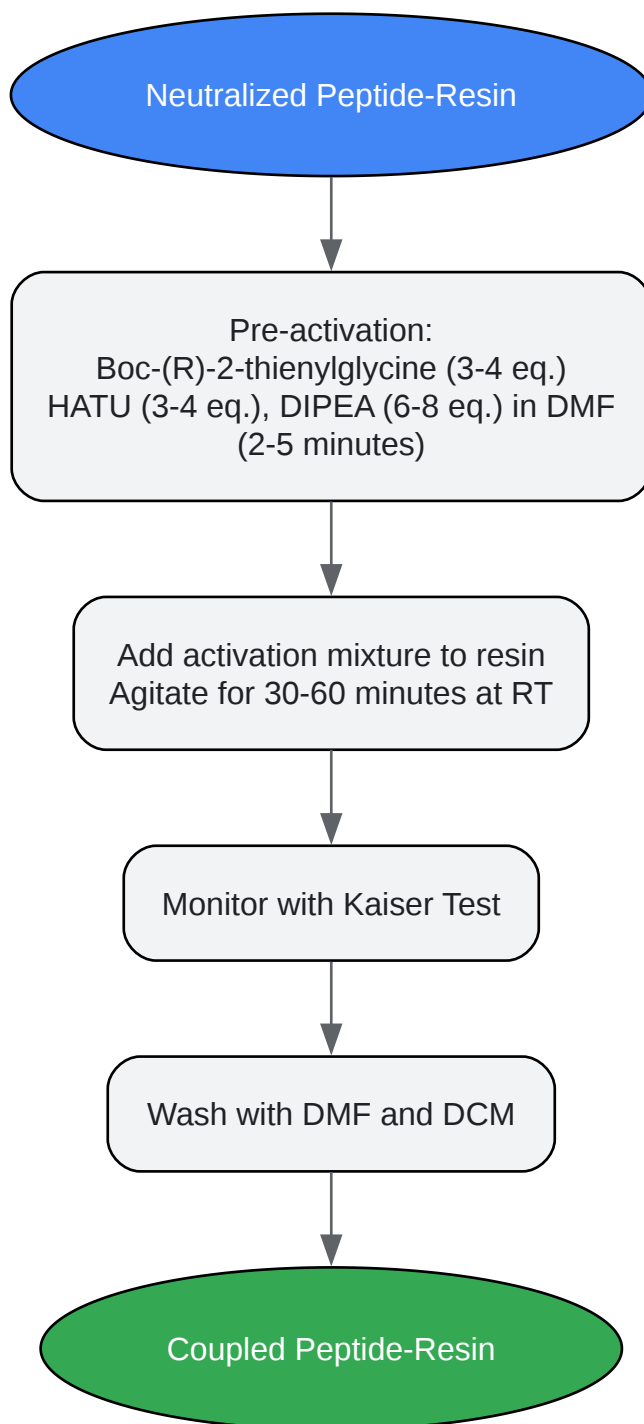 Neutralized Peptide-Resin
Pre-activation:
Boc-(R)-2-thienylglycine (3-4 eq.)
HATU (3-4 eq.), DIPEA (6-8 eq.) in DMF
(2-5 minutes)
Add activation mixture to resin
Agitate for 30-60 minutes at RT
Monitor with Kaiser Test
Wash with DMF and DCM
Coupled Peptide-Resin